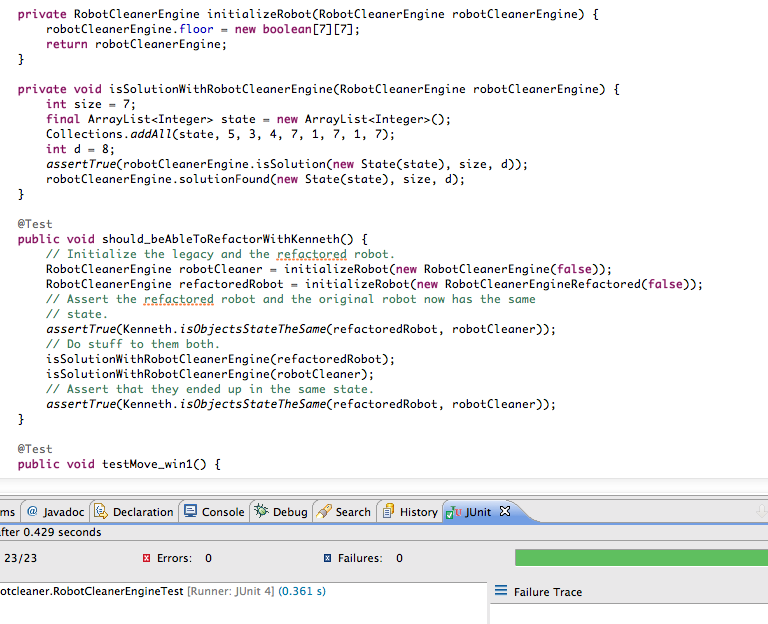 private RobotCleanerEngine initializeRobot(RobotCleanerEngine robotCleanerEngine) {
robotCleanerEngine.floor = new boolean[7][7];
return robotCleanerEngine;
}
private void isSolutionWithRobotCleanerEngine(RobotCleanerEngine robotCleanerEngine) {
int size = 7;
final ArrayList<Integer> state = new ArrayList<Integer>();
Collections.addAll(state, 5, 3, 4, 7, 1, 7, 1, 7);
int d = 8;
assertTrue(robotCleanerEngine.isSolution(new State(state), size, d));
robotCleanerEngine.solutionFound(new State(state), size, d);
}
@Test
public void should_beAbleToRefactorWithKenneth() {
// Initialize the legacy and the refactored robot.
RobotCleanerEngine robotCleaner = initializeRobot(new RobotCleanerEngine(false));
RobotCleanerEngine refactoredRobot = initializeRobot(new RobotCleanerEngineRefactored(false));
// Assert the refactored robot and the original robot now has the same
// state.
assertTrue(Kenneth.isObjectsStateTheSame(refactoredRobot, robotCleaner));
// Do stuff to them both.
isSolutionWithRobotCleanerEngine(refactoredRobot);
isSolutionWithRobotCleanerEngine(robotCleaner);
// Assert that they ended up in the same state.
assertTrue(Kenneth.isObjectsStateTheSame(refactoredRobot, robotCleaner));
}
@Test
public void testMove_win1() {
ms @ Javadoc Declaration Console Debug Search History JUnit
fter 0.429 seconds
23/23 Errors: 0 Failures: 0
otcleaner.RobotCleanerEngineTest [Runner: JUnit 4] (0.361 s) Failure Trace